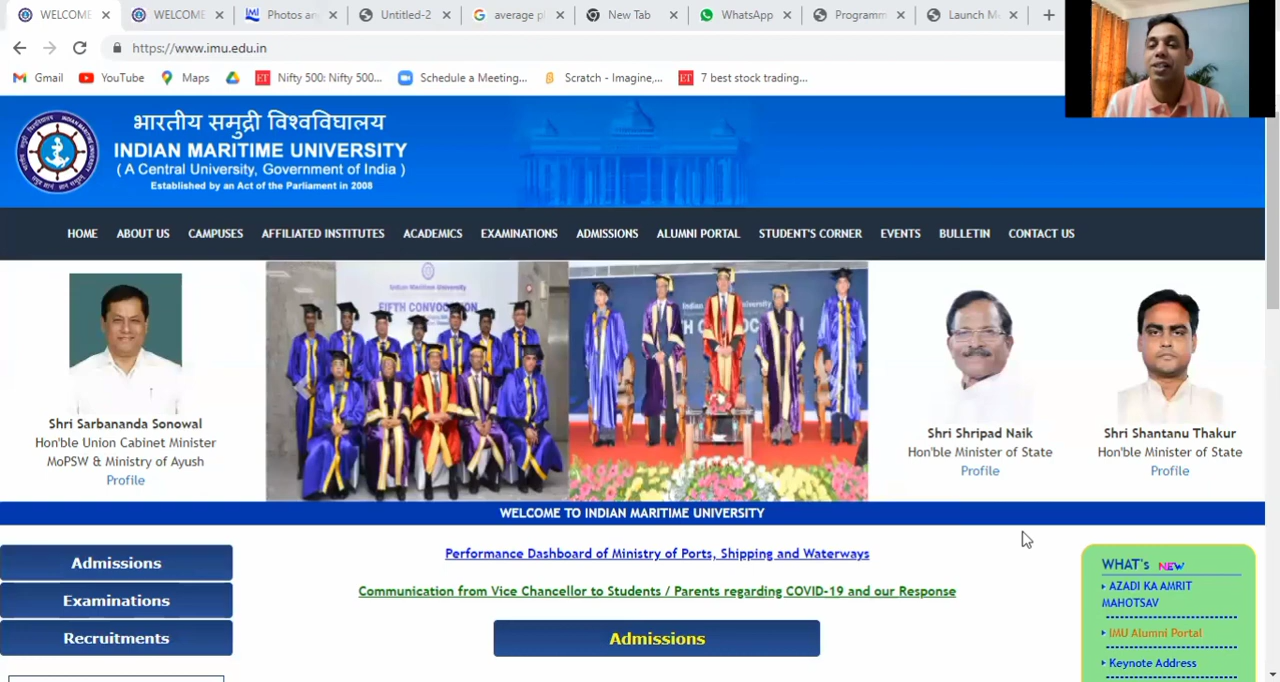 WELCOME
WELCOME
Photos an
Untitled-2
average p
New Tab
WhatsApp
Programm
Launch M
https://www.imu.edu.in
Gmail
YouTube
Maps
Nifty 500: Nifty 500...
Schedule a Meeting...
Scratch - Imagine,...
7 best stock trading...
भारतीय समुद्री विश्वविद्यालय
INDIAN MARITIME UNIVERSITY
( A Central University, Government of India )
Established by an Act of the Parliament in 2008
HOME ABOUT US CAMPUSES AFFILIATED INSTITUTES ACADEMICS EXAMINATIONS ADMISSIONS ALUMNI PORTAL STUDENT'S CORNER EVENTS BULLETIN CONTACT US
Indian Maritime University
FIFTH CONVOCATION
Shri Sarbananda Sonowal
Hon'ble Union Cabinet Minister
MoPSW & Ministry of Ayush
Profile
Shri Shripad Naik
Hon'ble Minister of State
Profile
Shri Shantanu Thakur
Hon'ble Minister of State
Profile
WELCOME TO INDIAN MARITIME UNIVERSITY
Admissions
Examinations
Recruitments
Performance Dashboard of Ministry of Ports, Shipping and Waterways
Communication from Vice Chancellor to Students / Parents regarding COVID-19 and our Response
Admissions
WHAT's NEW
AZADI KA AMRIT
MAHOTSAV
IMU Alumni Portal
Keynote Address